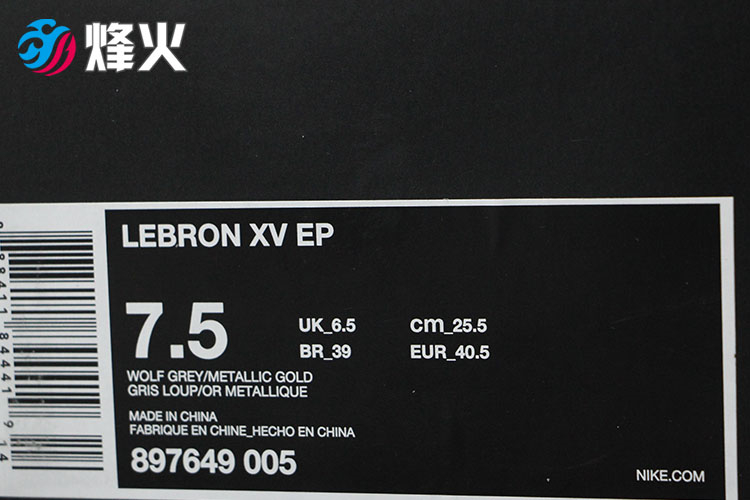 烽火
LEBRON XV EP
7.5
UK_6.5 cm_25.5
BR_39 EUR_40.5
WOLF GREY/METALLIC GOLD
GRIS LOUP/OR METALLIQUE
MADE IN CHINA
FABRIQUE EN CHINE_HECHO EN CHINA
897649 005
NIKE.COM